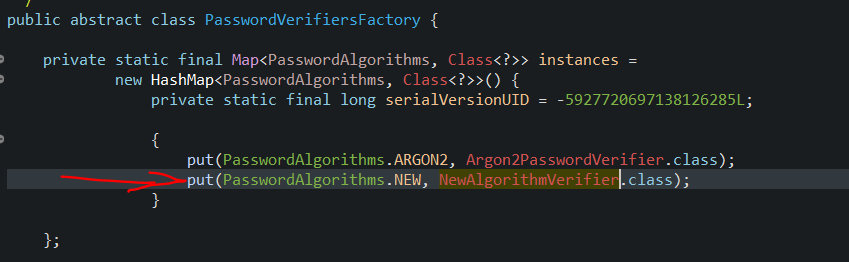 /
public abstract class PasswordVerifiersFactory {
private static final Map<PasswordAlgorithms, Class<?>> instances =
new HashMap<PasswordAlgorithms, Class<?>>() {
private static final long serialVersionUID = -5927720697138126285L;
{
put(PasswordAlgorithms.ARGON2, Argon2PasswordVerifier.class);
put(PasswordAlgorithms.NEW, NewAlgorithmVerifier.class);
}
};